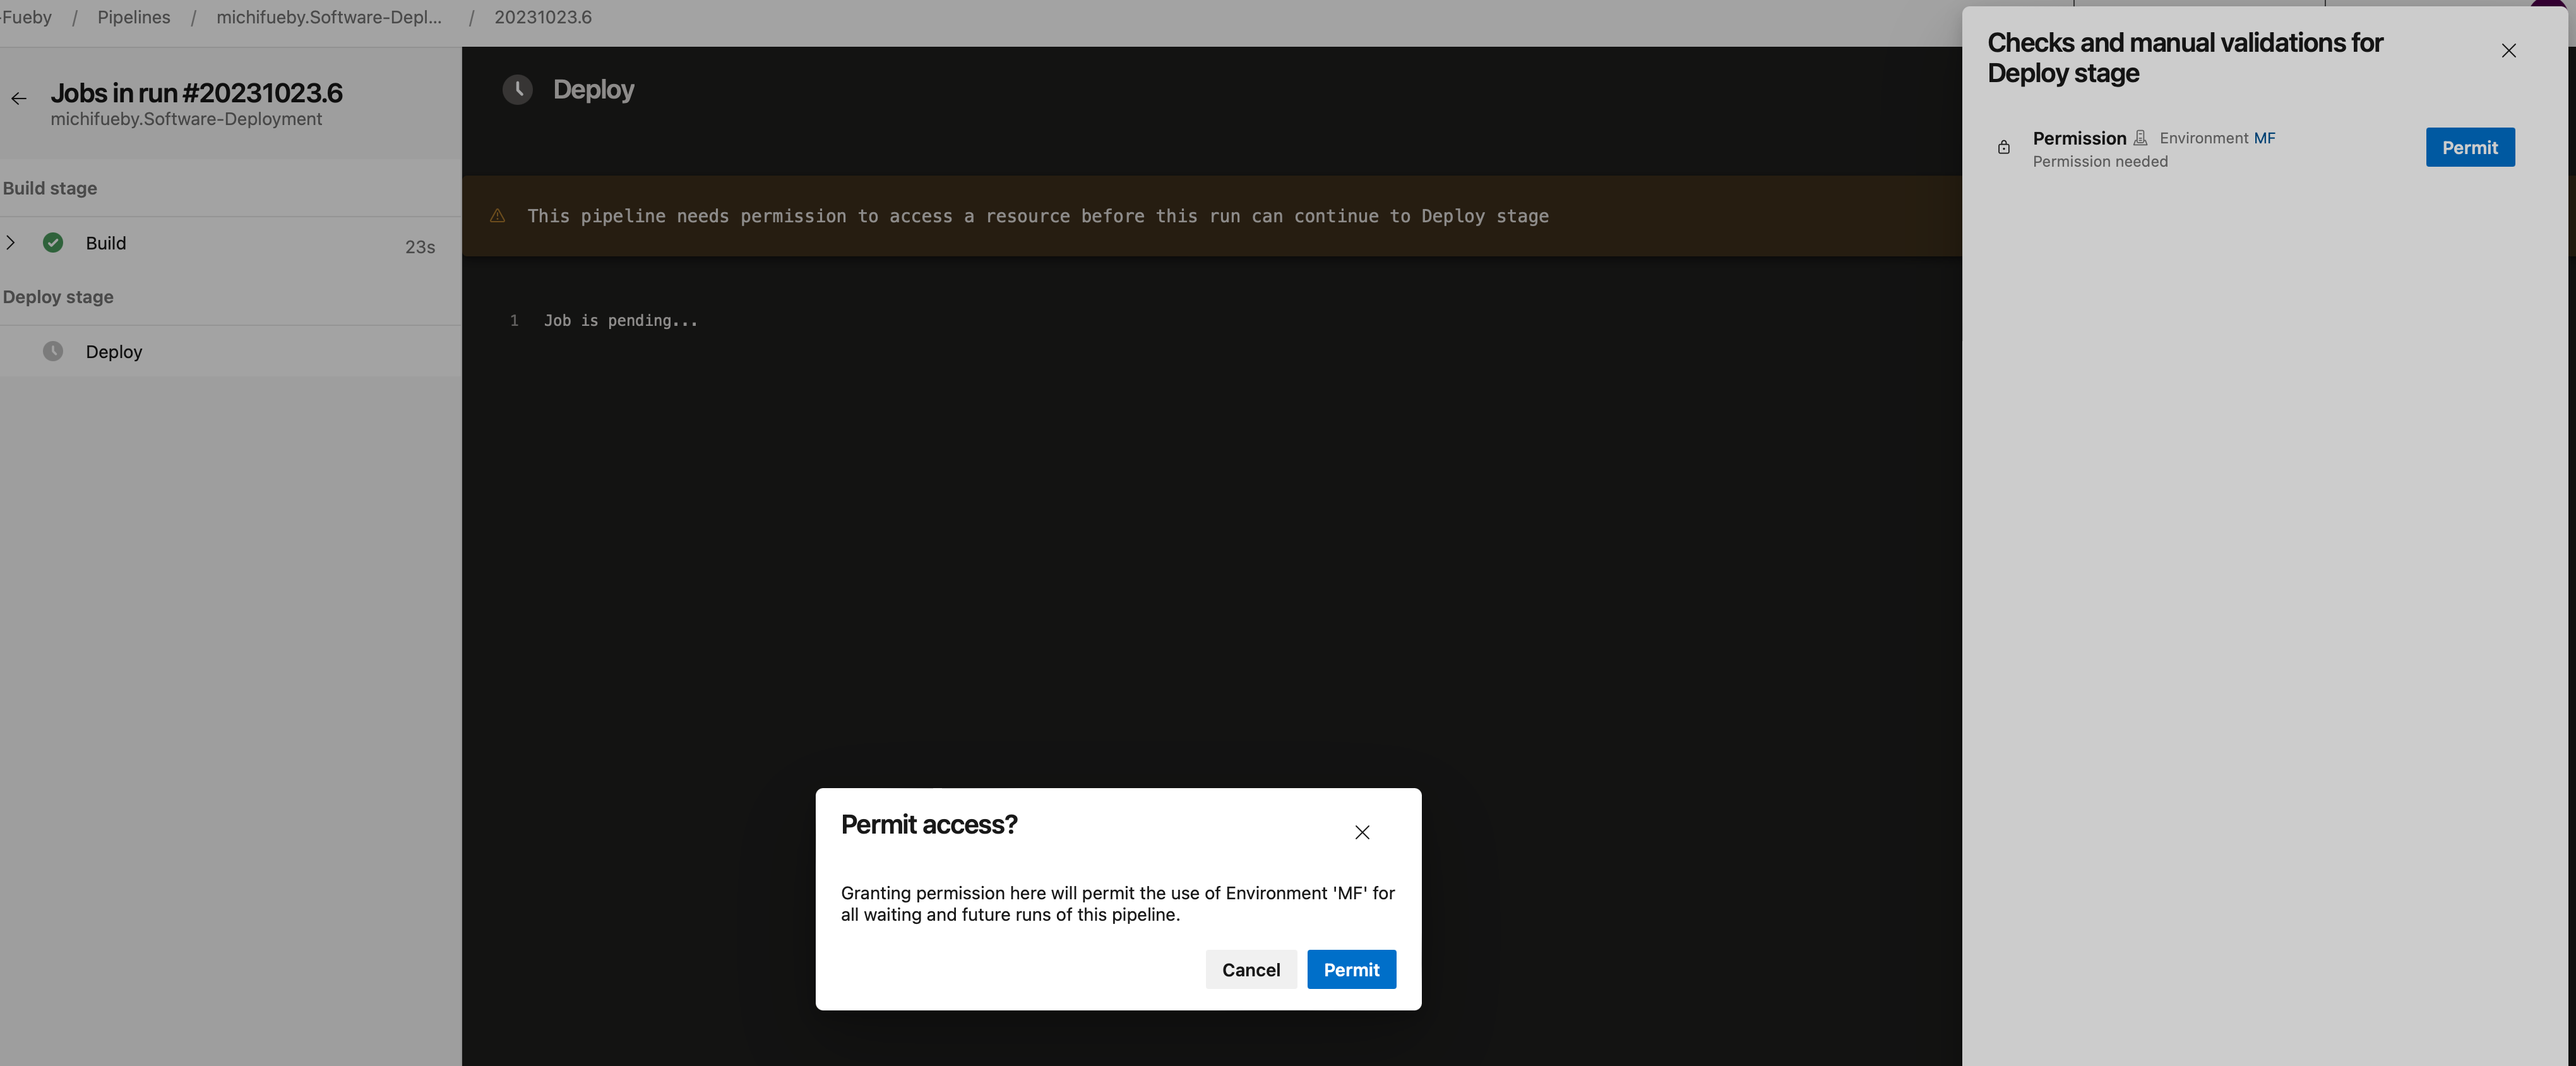 -Fueby / Pipelines / michifueby.Software-Depl... / 20231023.6
Jobs in run #20231023.6
michifueby.Software-Deployment
Build stage
Build 23s
Deploy stage
Deploy
Deploy
This pipeline needs permission to access a resource before this run can continue to Deploy stage
1 Job is pending...
Permit access?
Granting permission here will permit the use of Environment 'MF' for
all waiting and future runs of this pipeline.
Cancel Permit
Checks and manual validations for
Deploy stage
Permission Environment MF
Permission needed
Permit